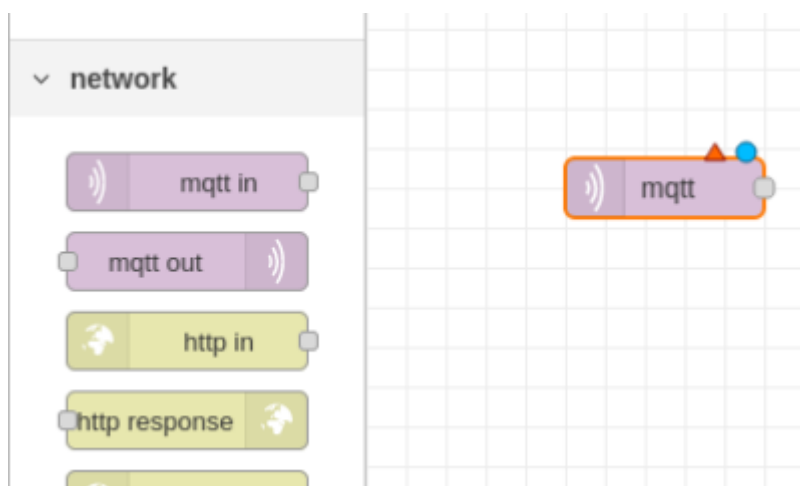 network
mqtt in
mqtt
mqtt out
http in
http response